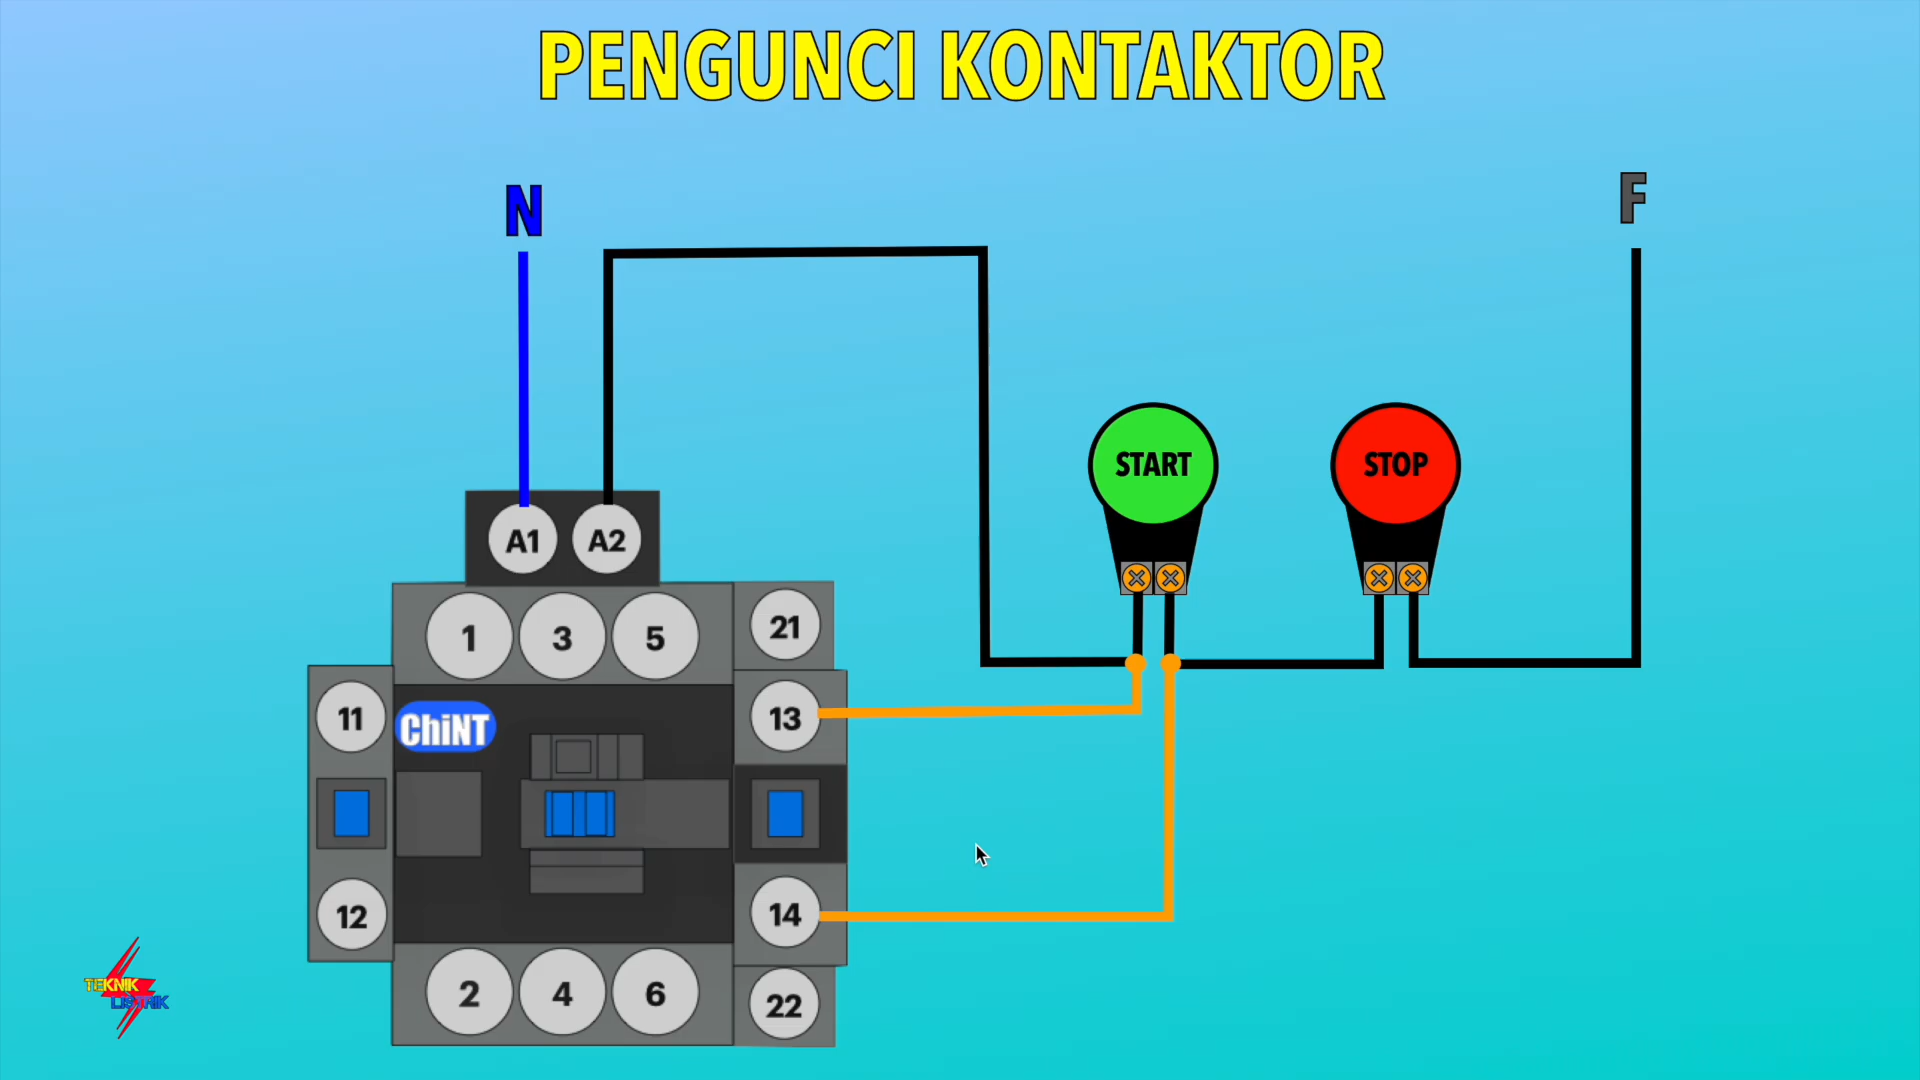 PENGUNCI KONTAKTOR
N
F
START
STOP
A1
A2
1
3
5
21
11
ChiNT
13
12
14
2
4
6
22
TEKNIK
LISTRIK